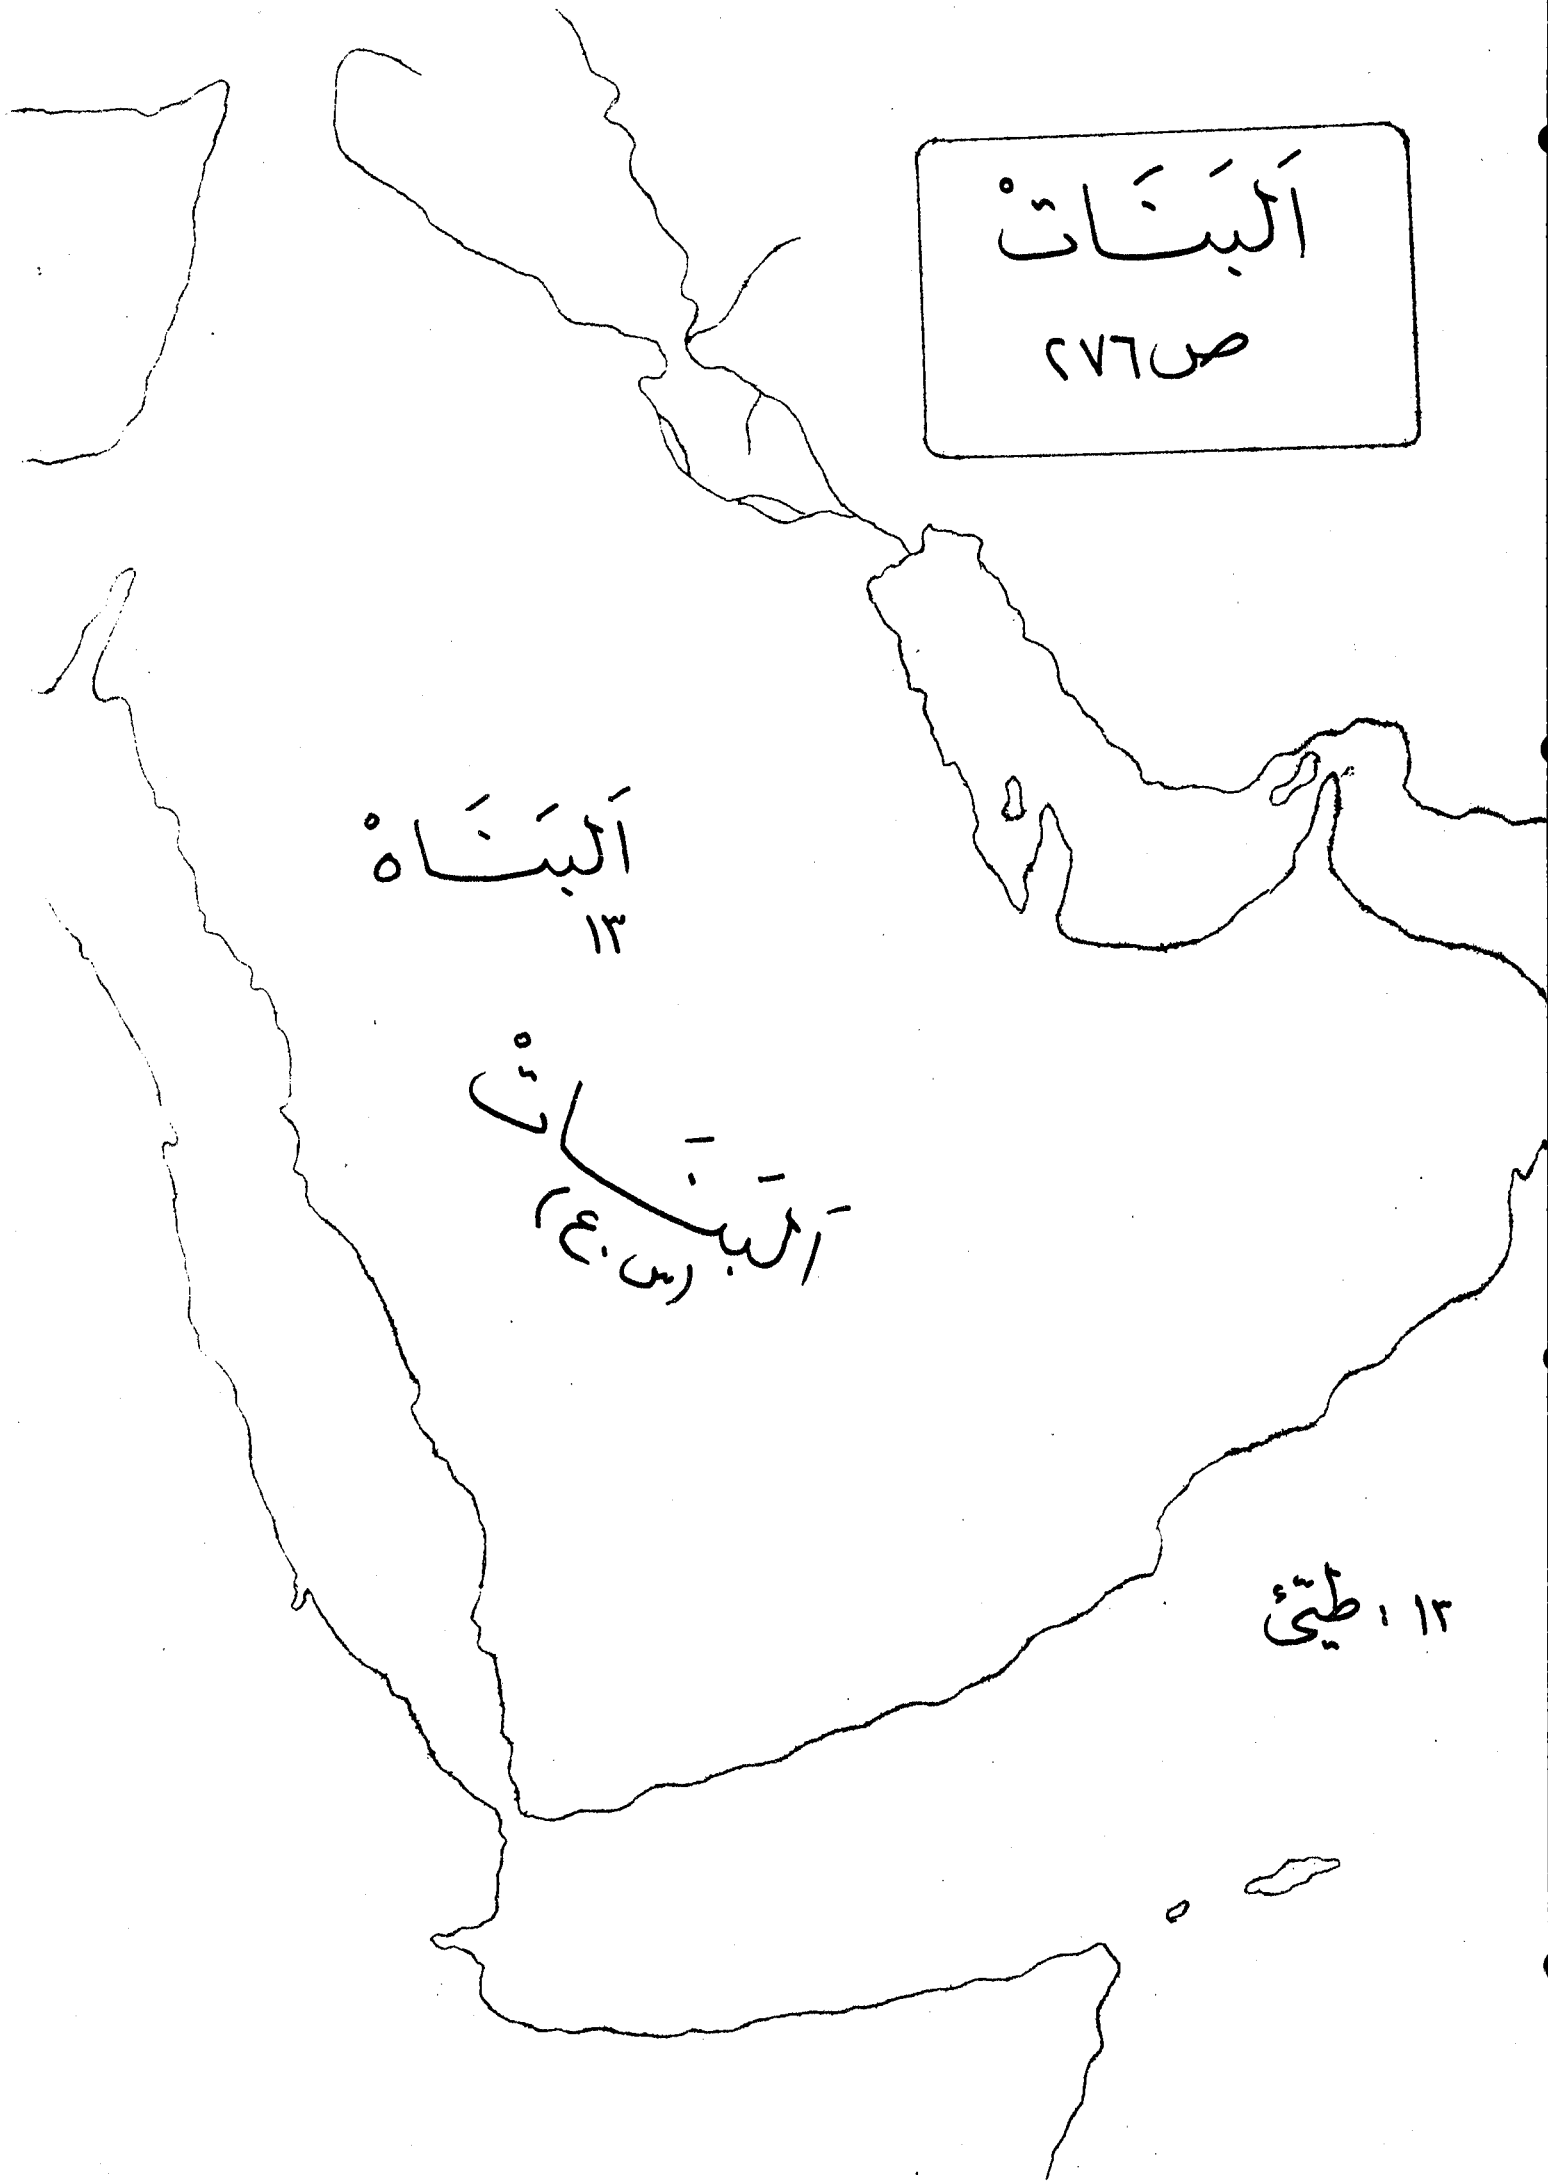 اَلبَنَاتْ
ص٢٧٦
اَلبَنَاهْ
١٣
اَلبَنَاتْ
(س.ع)
١٣ : طيّئ